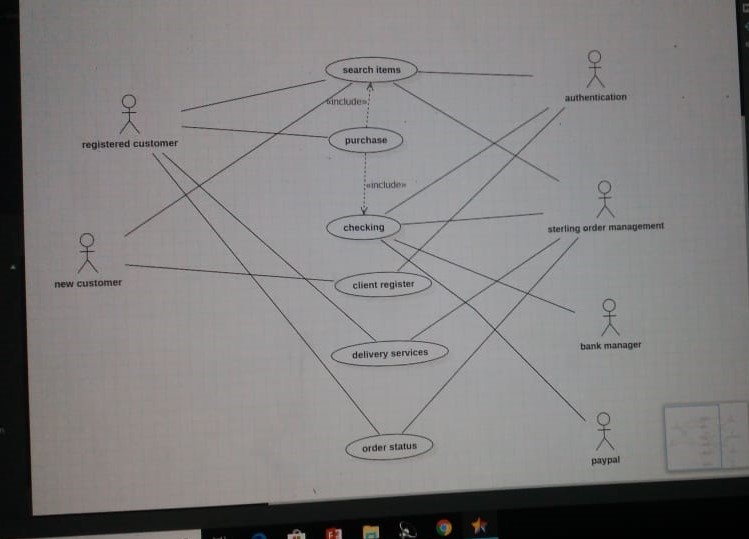 search items
authentication
«include»
registered customer
purchase
«include»
sterling order management
checking
new customer
client register
bank manager
delivery services
order status
paypal